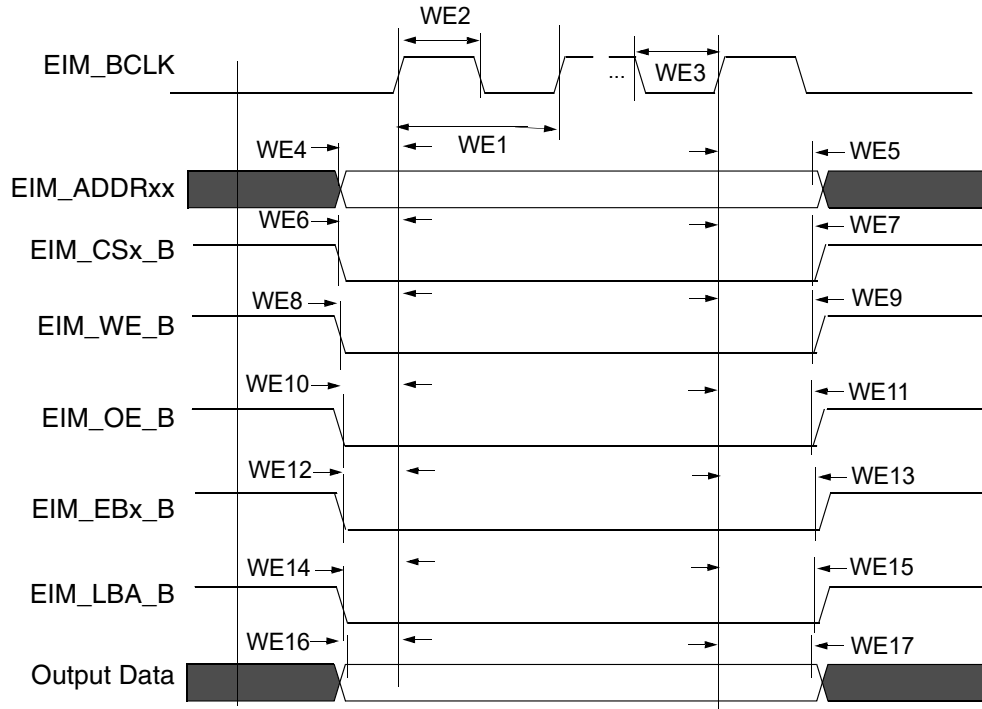 WE2
EIM_BCLK
...
WE3
WE1
WE4
WE5
EIM_ADDRxx
WE6
WE7
EIM_CSx_B
WE8
WE9
EIM_WE_B
WE10
WE11
EIM_OE_B
WE12
WE13
EIM_EBx_B
WE14
WE15
EIM_LBA_B
WE16
WE17
Output Data